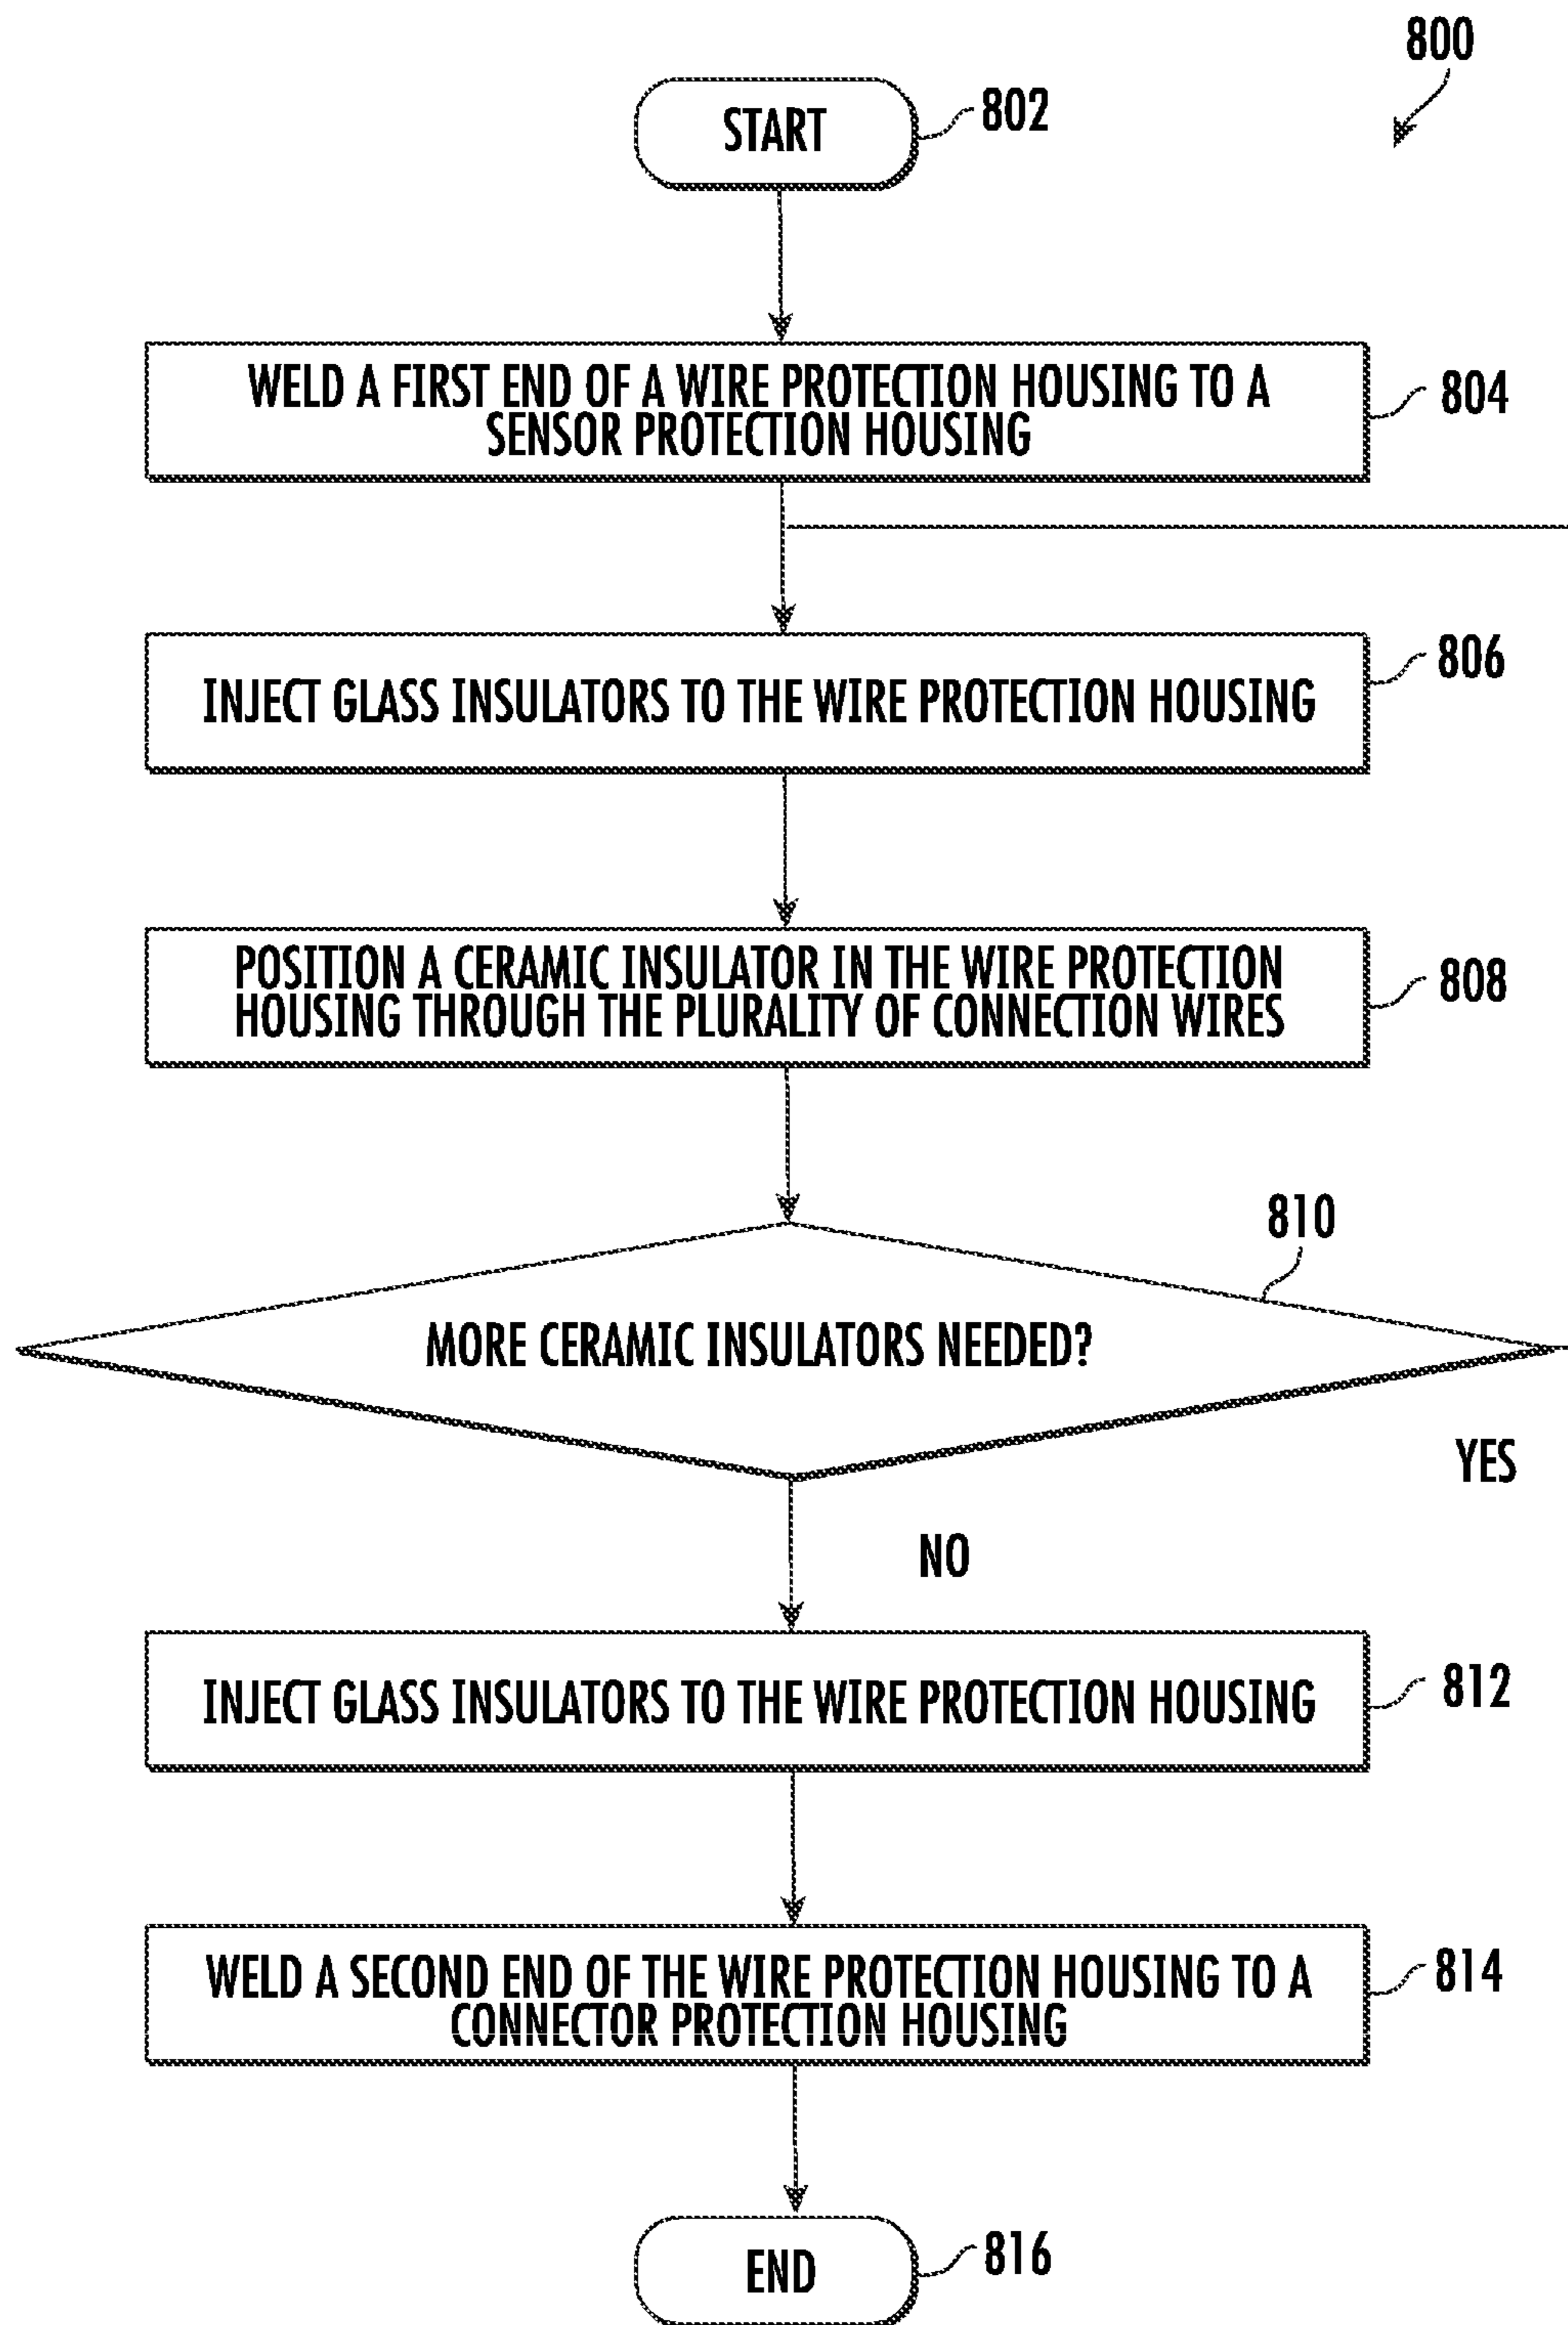 800
START
802
WELD A FIRST END OF A WIRE PROTECTION HOUSING TO A
SENSOR PROTECTION HOUSING
804
INJECT GLASS INSULATORS TO THE WIRE PROTECTION HOUSING
806
POSITION A CERAMIC INSULATOR IN THE WIRE PROTECTION
HOUSING THROUGH THE PLURALITY OF CONNECTION WIRES
808
810
MORE CERAMIC INSULATORS NEEDED?
YES
NO
INJECT GLASS INSULATORS TO THE WIRE PROTECTION HOUSING
812
WELD A SECOND END OF THE WIRE PROTECTION HOUSING TO A
CONNECTOR PROTECTION HOUSING
814
END
816